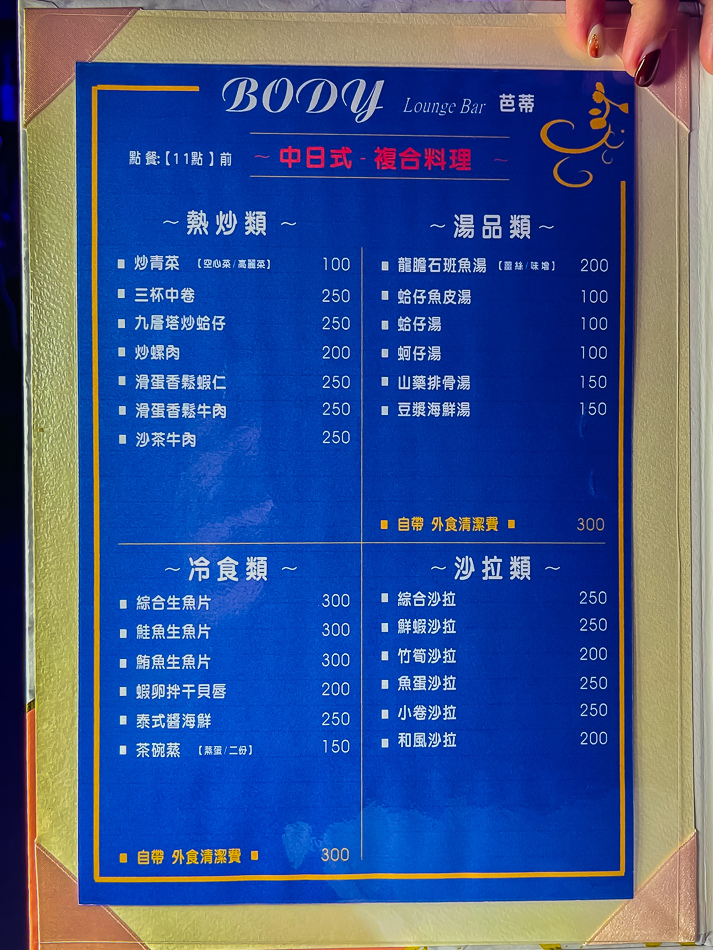 BODY Lounge Bar 芭蒂
點餐:【11點】前
~ 中日式 - 複合料理 ~
~ 熱炒類 ~
炒青菜 【空心菜/高麗菜】 100
三杯中卷 250
九層塔炒蛤仔 250
炒螺肉 200
滑蛋香鬆蝦仁 250
滑蛋香鬆牛肉 250
沙茶牛肉 250
~ 湯品類 ~
龍膽石班魚湯 【薑絲/味噌】 200
蛤仔魚皮湯 100
蛤仔湯 100
蚵仔湯 100
山藥排骨湯 150
豆漿海鮮湯 150
自帶 外食清潔費 300
~ 冷食類 ~
綜合生魚片 300
鮭魚生魚片 300
鮪魚生魚片 300
蝦卵拌干貝唇 200
泰式醬海鮮 250
茶碗蒸 【蒸蛋/二份】 150
自帶 外食清潔費 300
~ 沙拉類 ~
綜合沙拉 250
鮮蝦沙拉 250
竹筍沙拉 200
魚蛋沙拉 250
小卷沙拉 250
和風沙拉 200